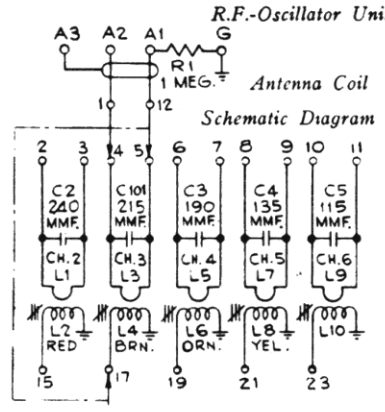 R.F.-Oscillator Uni
A3 A2 A1 G
R1
1 MEG.
Antenna Coil
1 12
Schematic Diagram
2 3 4 5 6 7 8 9 10 11
C2 C101 C3 C4 C5
240 215 190 135 115
MMF. MMF. MMF. MMF. MMF.
CH.2 CH.3 CH.4 CH.5 CH.6
L1 L3 L5 L7 L9
L2 L4 L6 L8 L10
RED BRN. ORN. YEL.
15 17 19 21 23